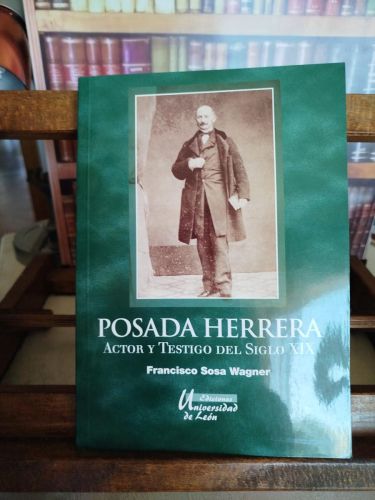 POSADA HERRERA
ACTOR Y TESTIGO DEL SIGLO XIX
Francisco Sosa Wagner
Ediciones
Universidad
de León